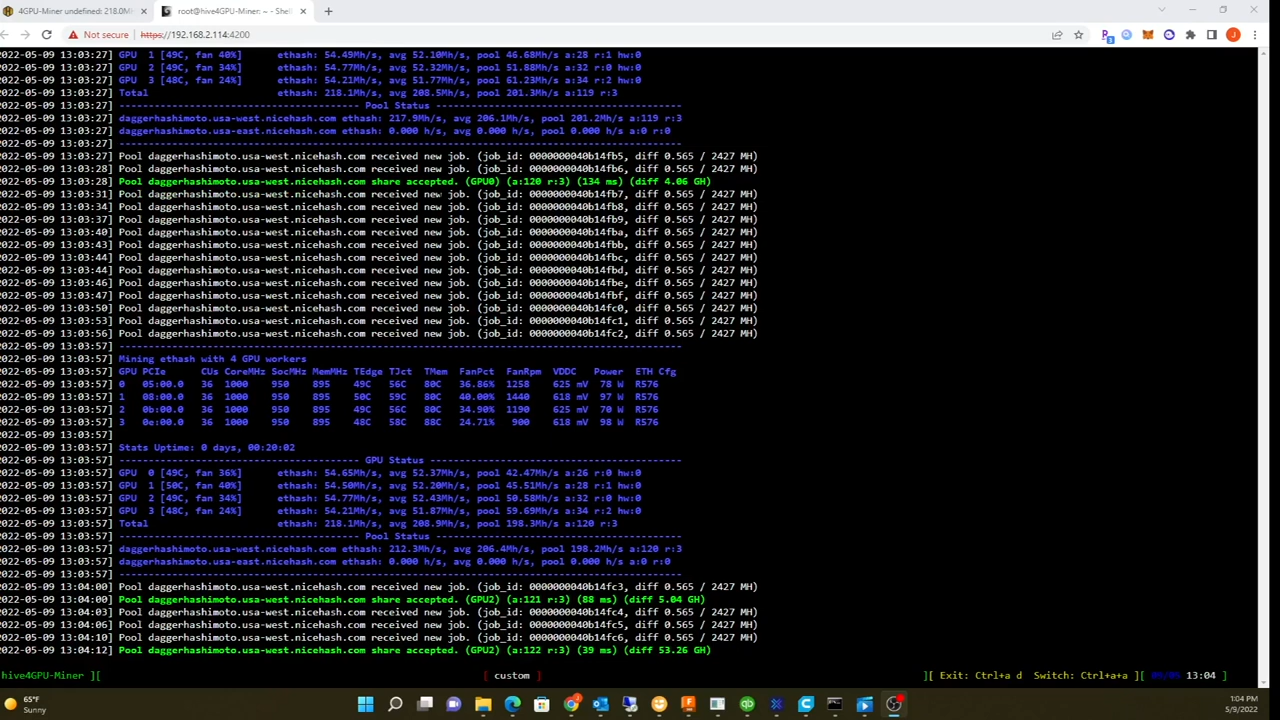 4GPU-Miner undefined: 218.0M
root@hive4GPU-Miner: ~ - Shell
Not secure | https://192.168.2.114:4200
2022-05-09 13:03:27] GPU 1 [49C, fan 40%] ethash: 54.49Mh/s, avg 52.10Mh/s, pool 46.68Mh/s a:28 r:1 hw:0
2022-05-09 13:03:27] GPU 2 [49C, fan 34%] ethash: 54.77Mh/s, avg 52.32Mh/s, pool 51.88Mh/s a:32 r:0 hw:0
2022-05-09 13:03:27] GPU 3 [48C, fan 24%] ethash: 54.21Mh/s, avg 51.77Mh/s, pool 61.23Mh/s a:34 r:2 hw:0
2022-05-09 13:03:27] Total ethash: 218.1Mh/s, avg 208.5Mh/s, pool 201.3Mh/s a:119 r:3
2022-05-09 13:03:27] -------------------------------------- Pool Status --------------------------------------
2022-05-09 13:03:27] daggerhashimoto.usa-west.nicehash.com ethash: 217.9Mh/s, avg 206.1Mh/s, pool 201.2Mh/s a:119 r:3
2022-05-09 13:03:27] daggerhashimoto.usa-east.nicehash.com ethash: 0.000 h/s, avg 0.000 h/s, pool 0.000 h/s a:0 r:0
2022-05-09 13:03:27] -----------------------------------------------------------------------------------------
2022-05-09 13:03:27] Pool daggerhashimoto.usa-west.nicehash.com received new job. (job_id: 0000000040b14fb5, diff 0.565 / 2427 MH)
2022-05-09 13:03:28] Pool daggerhashimoto.usa-west.nicehash.com received new job. (job_id: 0000000040b14fb6, diff 0.565 / 2427 MH)
2022-05-09 13:03:28] Pool daggerhashimoto.usa-west.nicehash.com share accepted. (GPU0) (a:120 r:3) (134 ms) (diff 4.06 GH)
2022-05-09 13:03:31] Pool daggerhashimoto.usa-west.nicehash.com received new job. (job_id: 0000000040b14fb7, diff 0.565 / 2427 MH)
2022-05-09 13:03:34] Pool daggerhashimoto.usa-west.nicehash.com received new job. (job_id: 0000000040b14fb8, diff 0.565 / 2427 MH)
2022-05-09 13:03:37] Pool daggerhashimoto.usa-west.nicehash.com received new job. (job_id: 0000000040b14fb9, diff 0.565 / 2427 MH)
2022-05-09 13:03:40] Pool daggerhashimoto.usa-west.nicehash.com received new job. (job_id: 0000000040b14fba, diff 0.565 / 2427 MH)
2022-05-09 13:03:43] Pool daggerhashimoto.usa-west.nicehash.com received new job. (job_id: 0000000040b14fbb, diff 0.565 / 2427 MH)
2022-05-09 13:03:44] Pool daggerhashimoto.usa-west.nicehash.com received new job. (job_id: 0000000040b14fbc, diff 0.565 / 2427 MH)
2022-05-09 13:03:44] Pool daggerhashimoto.usa-west.nicehash.com received new job. (job_id: 0000000040b14fbd, diff 0.565 / 2427 MH)
2022-05-09 13:03:46] Pool daggerhashimoto.usa-west.nicehash.com received new job. (job_id: 0000000040b14fbe, diff 0.565 / 2427 MH)
2022-05-09 13:03:47] Pool daggerhashimoto.usa-west.nicehash.com received new job. (job_id: 0000000040b14fbf, diff 0.565 / 2427 MH)
2022-05-09 13:03:50] Pool daggerhashimoto.usa-west.nicehash.com received new job. (job_id: 0000000040b14fc0, diff 0.565 / 2427 MH)
2022-05-09 13:03:53] Pool daggerhashimoto.usa-west.nicehash.com received new job. (job_id: 0000000040b14fc1, diff 0.565 / 2427 MH)
2022-05-09 13:03:56] Pool daggerhashimoto.usa-west.nicehash.com received new job. (job_id: 0000000040b14fc2, diff 0.565 / 2427 MH)
2022-05-09 13:03:57] -----------------------------------------------------------------------------------------
2022-05-09 13:03:57] Mining ethash with 4 GPU workers
2022-05-09 13:03:57] GPU PCIe CUs CoreMHz SocMHz MemMHz TEdge TJct TMem FanPct FanRpm VDDC Power ETH Cfg
2022-05-09 13:03:57] 0 05:00.0 36 1000 950 895 49C 56C 80C 36.86% 1258 625 mV 78 W R576
2022-05-09 13:03:57] 1 08:00.0 36 1000 950 895 50C 59C 80C 40.00% 1440 618 mV 97 W R576
2022-05-09 13:03:57] 2 0b:00.0 36 1000 950 895 49C 56C 80C 34.90% 1190 625 mV 70 W R576
2022-05-09 13:03:57] 3 0e:00.0 36 1000 950 895 48C 58C 88C 24.71% 900 618 mV 98 W R576
2022-05-09 13:03:57]
2022-05-09 13:03:57] Stats Uptime: 0 days, 00:20:02
2022-05-09 13:03:57] -------------------------------------- GPU Status ---------------------------------------
2022-05-09 13:03:57] GPU 0 [49C, fan 36%] ethash: 54.65Mh/s, avg 52.37Mh/s, pool 42.47Mh/s a:26 r:0 hw:0
2022-05-09 13:03:57] GPU 1 [50C, fan 40%] ethash: 54.50Mh/s, avg 52.20Mh/s, pool 45.51Mh/s a:28 r:1 hw:0
2022-05-09 13:03:57] GPU 2 [49C, fan 34%] ethash: 54.77Mh/s, avg 52.43Mh/s, pool 50.58Mh/s a:32 r:0 hw:0
2022-05-09 13:03:57] GPU 3 [48C, fan 24%] ethash: 54.21Mh/s, avg 51.87Mh/s, pool 59.69Mh/s a:34 r:2 hw:0
2022-05-09 13:03:57] Total ethash: 218.1Mh/s, avg 208.9Mh/s, pool 198.3Mh/s a:120 r:3
2022-05-09 13:03:57] -------------------------------------- Pool Status --------------------------------------
2022-05-09 13:03:57] daggerhashimoto.usa-west.nicehash.com ethash: 212.3Mh/s, avg 206.4Mh/s, pool 198.2Mh/s a:120 r:3
2022-05-09 13:03:57] daggerhashimoto.usa-east.nicehash.com ethash: 0.000 h/s, avg 0.000 h/s, pool 0.000 h/s a:0 r:0
2022-05-09 13:03:57] -----------------------------------------------------------------------------------------
2022-05-09 13:04:00] Pool daggerhashimoto.usa-west.nicehash.com received new job. (job_id: 0000000040b14fc3, diff 0.565 / 2427 MH)
2022-05-09 13:04:00] Pool daggerhashimoto.usa-west.nicehash.com share accepted. (GPU2) (a:121 r:3) (88 ms) (diff 5.04 GH)
2022-05-09 13:04:03] Pool daggerhashimoto.usa-west.nicehash.com received new job. (job_id: 0000000040b14fc4, diff 0.565 / 2427 MH)
2022-05-09 13:04:06] Pool daggerhashimoto.usa-west.nicehash.com received new job. (job_id: 0000000040b14fc5, diff 0.565 / 2427 MH)
2022-05-09 13:04:10] Pool daggerhashimoto.usa-west.nicehash.com received new job. (job_id: 0000000040b14fc6, diff 0.565 / 2427 MH)
2022-05-09 13:04:12] Pool daggerhashimoto.usa-west.nicehash.com share accepted. (GPU2) (a:122 r:3) (39 ms) (diff 53.26 GH)
hive4GPU-Miner ][ [ custom ] ][ Exit: Ctrl+a d Switch: Ctrl+a+a ][ 13:04 ]
65°F
Sunny
1:04 PM
5/9/2022